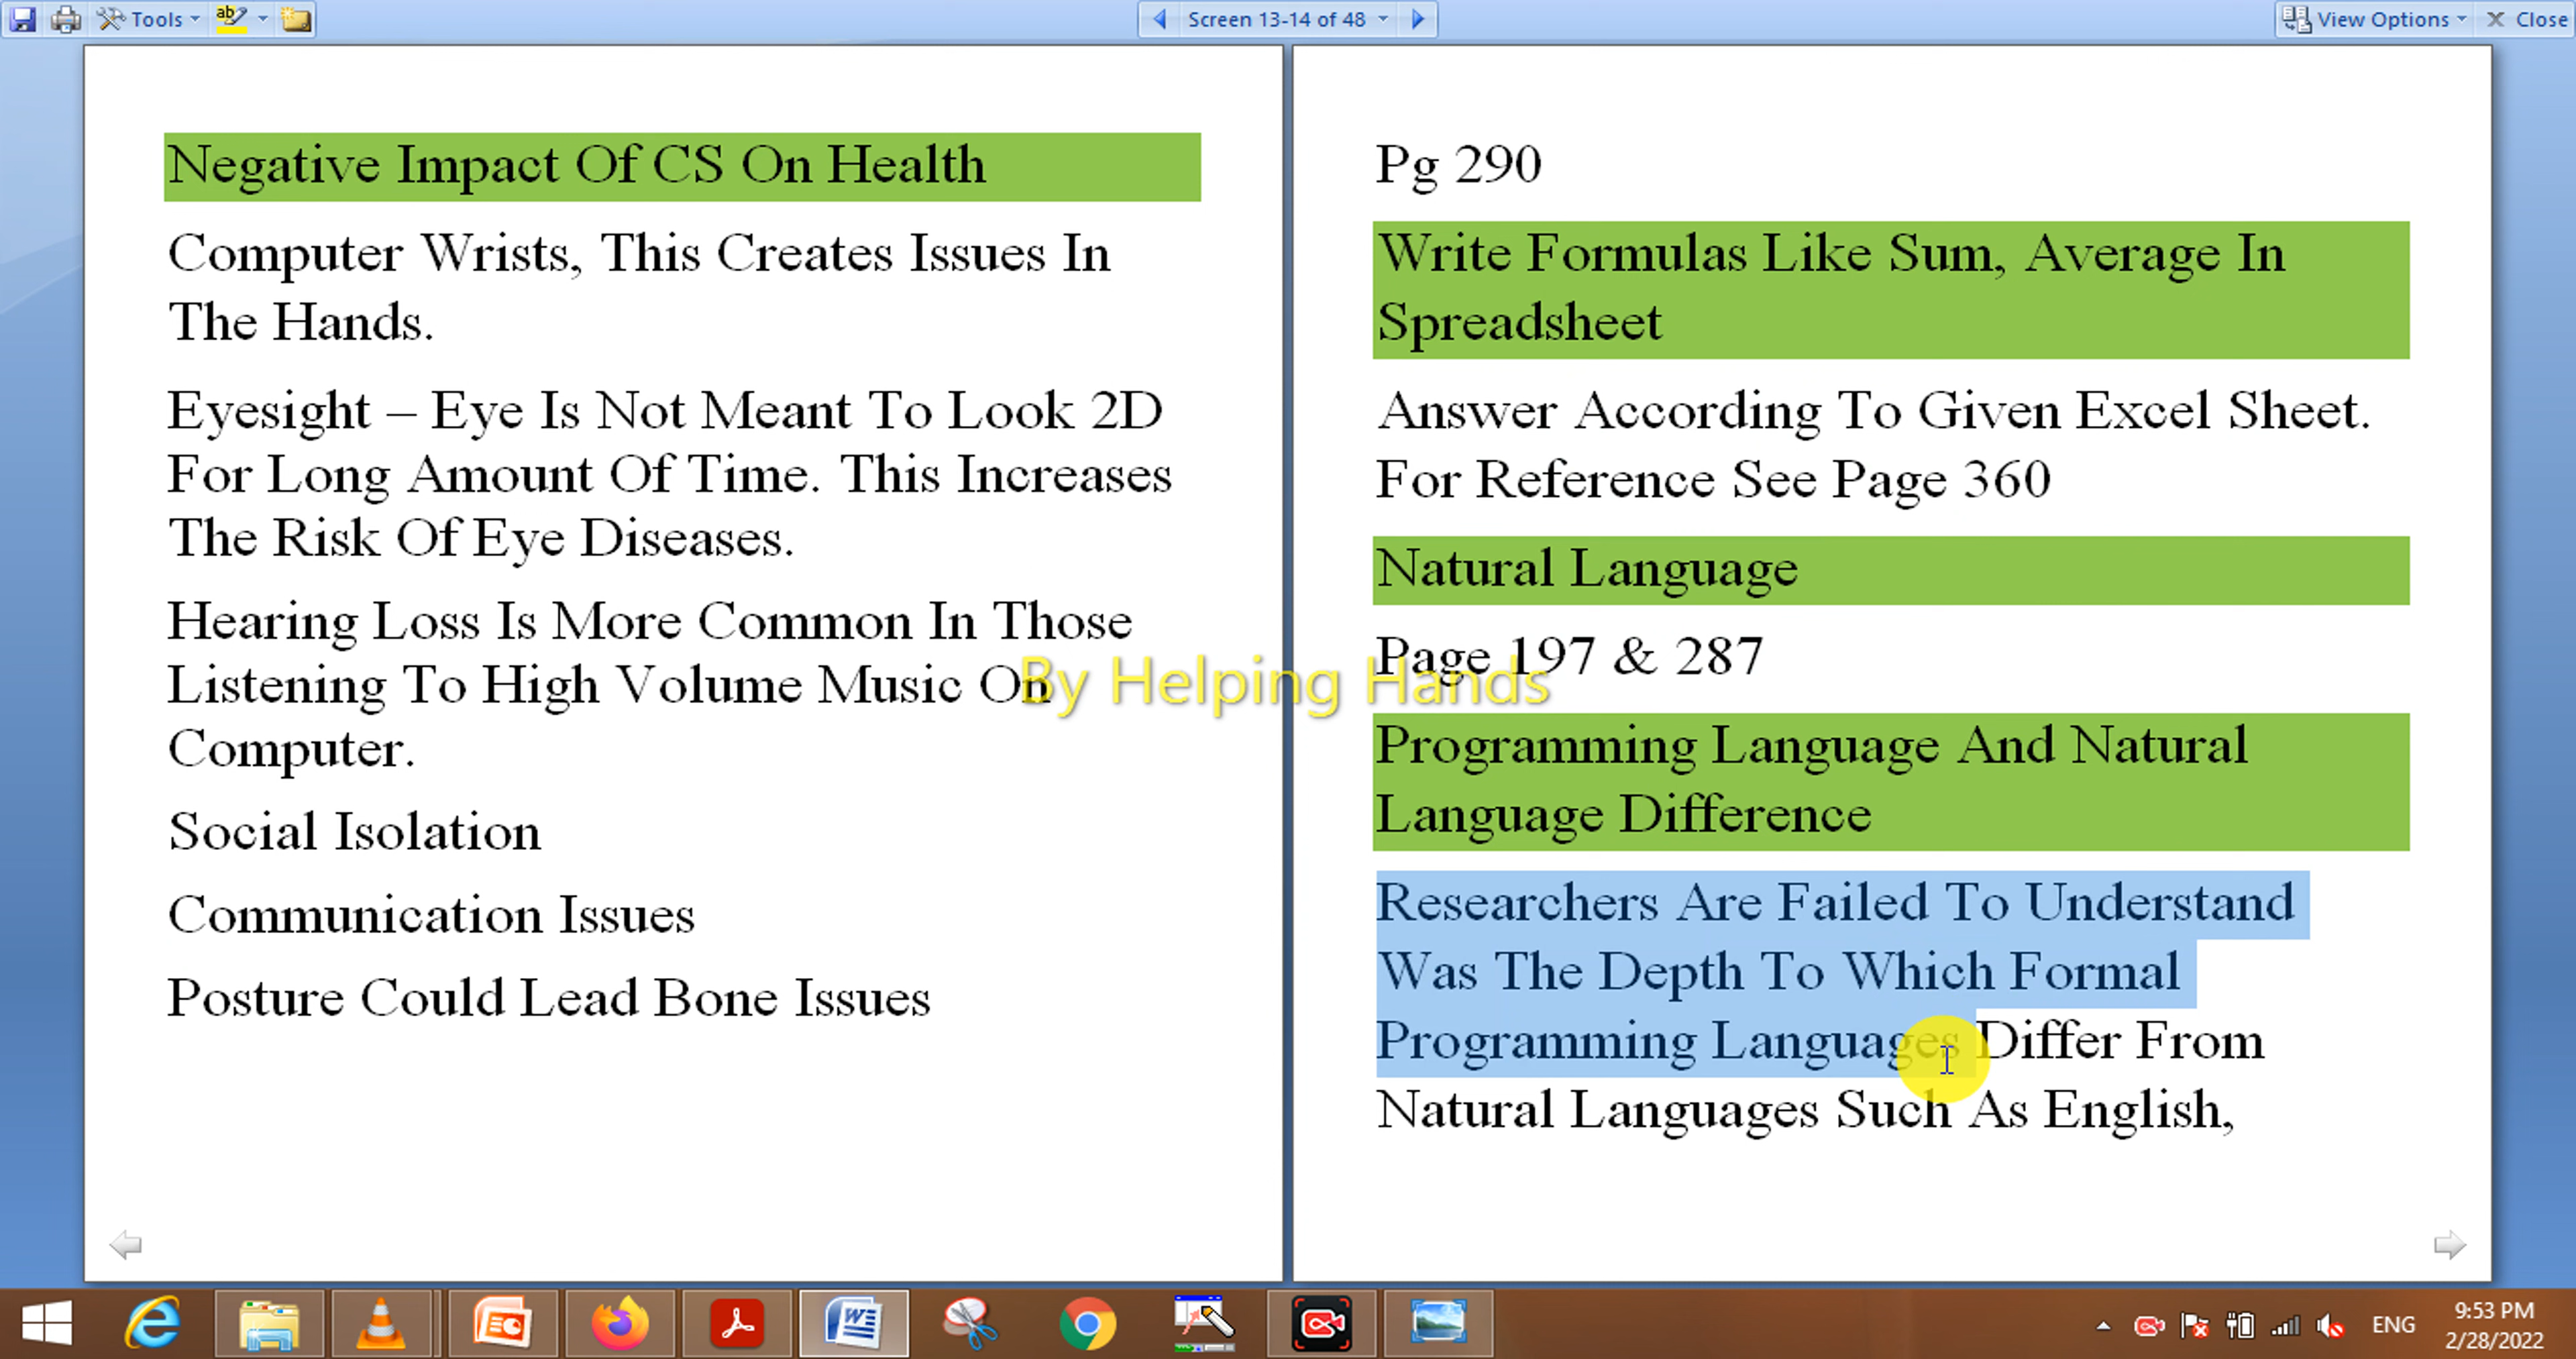 Tools
Screen 13-14 of 48
View Options
Close
Negative Impact Of CS On Health
Computer Wrists, This Creates Issues In
The Hands.
Eyesight – Eye Is Not Meant To Look 2D
For Long Amount Of Time. This Increases
The Risk Of Eye Diseases.
Hearing Loss Is More Common In Those
Listening To High Volume Music On
Computer.
Social Isolation
Communication Issues
Posture Could Lead Bone Issues
Pg 290
Write Formulas Like Sum, Average In
Spreadsheet
Answer According To Given Excel Sheet.
For Reference See Page 360
Natural Language
Page 197 & 287
By Helping Hands
Programming Language And Natural
Language Difference
Researchers Are Failed To Understand
Was The Depth To Which Formal
Programming Languages Differ From
Natural Languages Such As English,
ENG
9:53 PM
2/28/2022